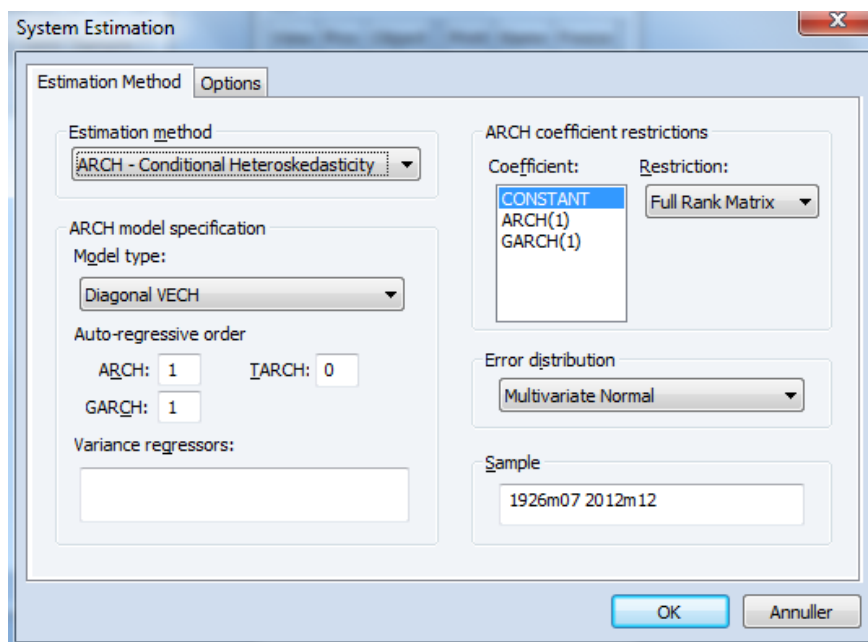 System Estimation
Estimation Method
Options
Estimation method
ARCH - Conditional Heteroskedasticity
ARCH model specification
Model type:
Diagonal VECH
Auto-regressive order
ARCH: 1 TARCH: 0
GARCH: 1
Variance regressors:
ARCH coefficient restrictions
Coefficient: Restriction:
CONSTANT Full Rank Matrix
ARCH(1)
GARCH(1)
Error distribution
Multivariate Normal
Sample
1926m07 2012m12
OK Annuller